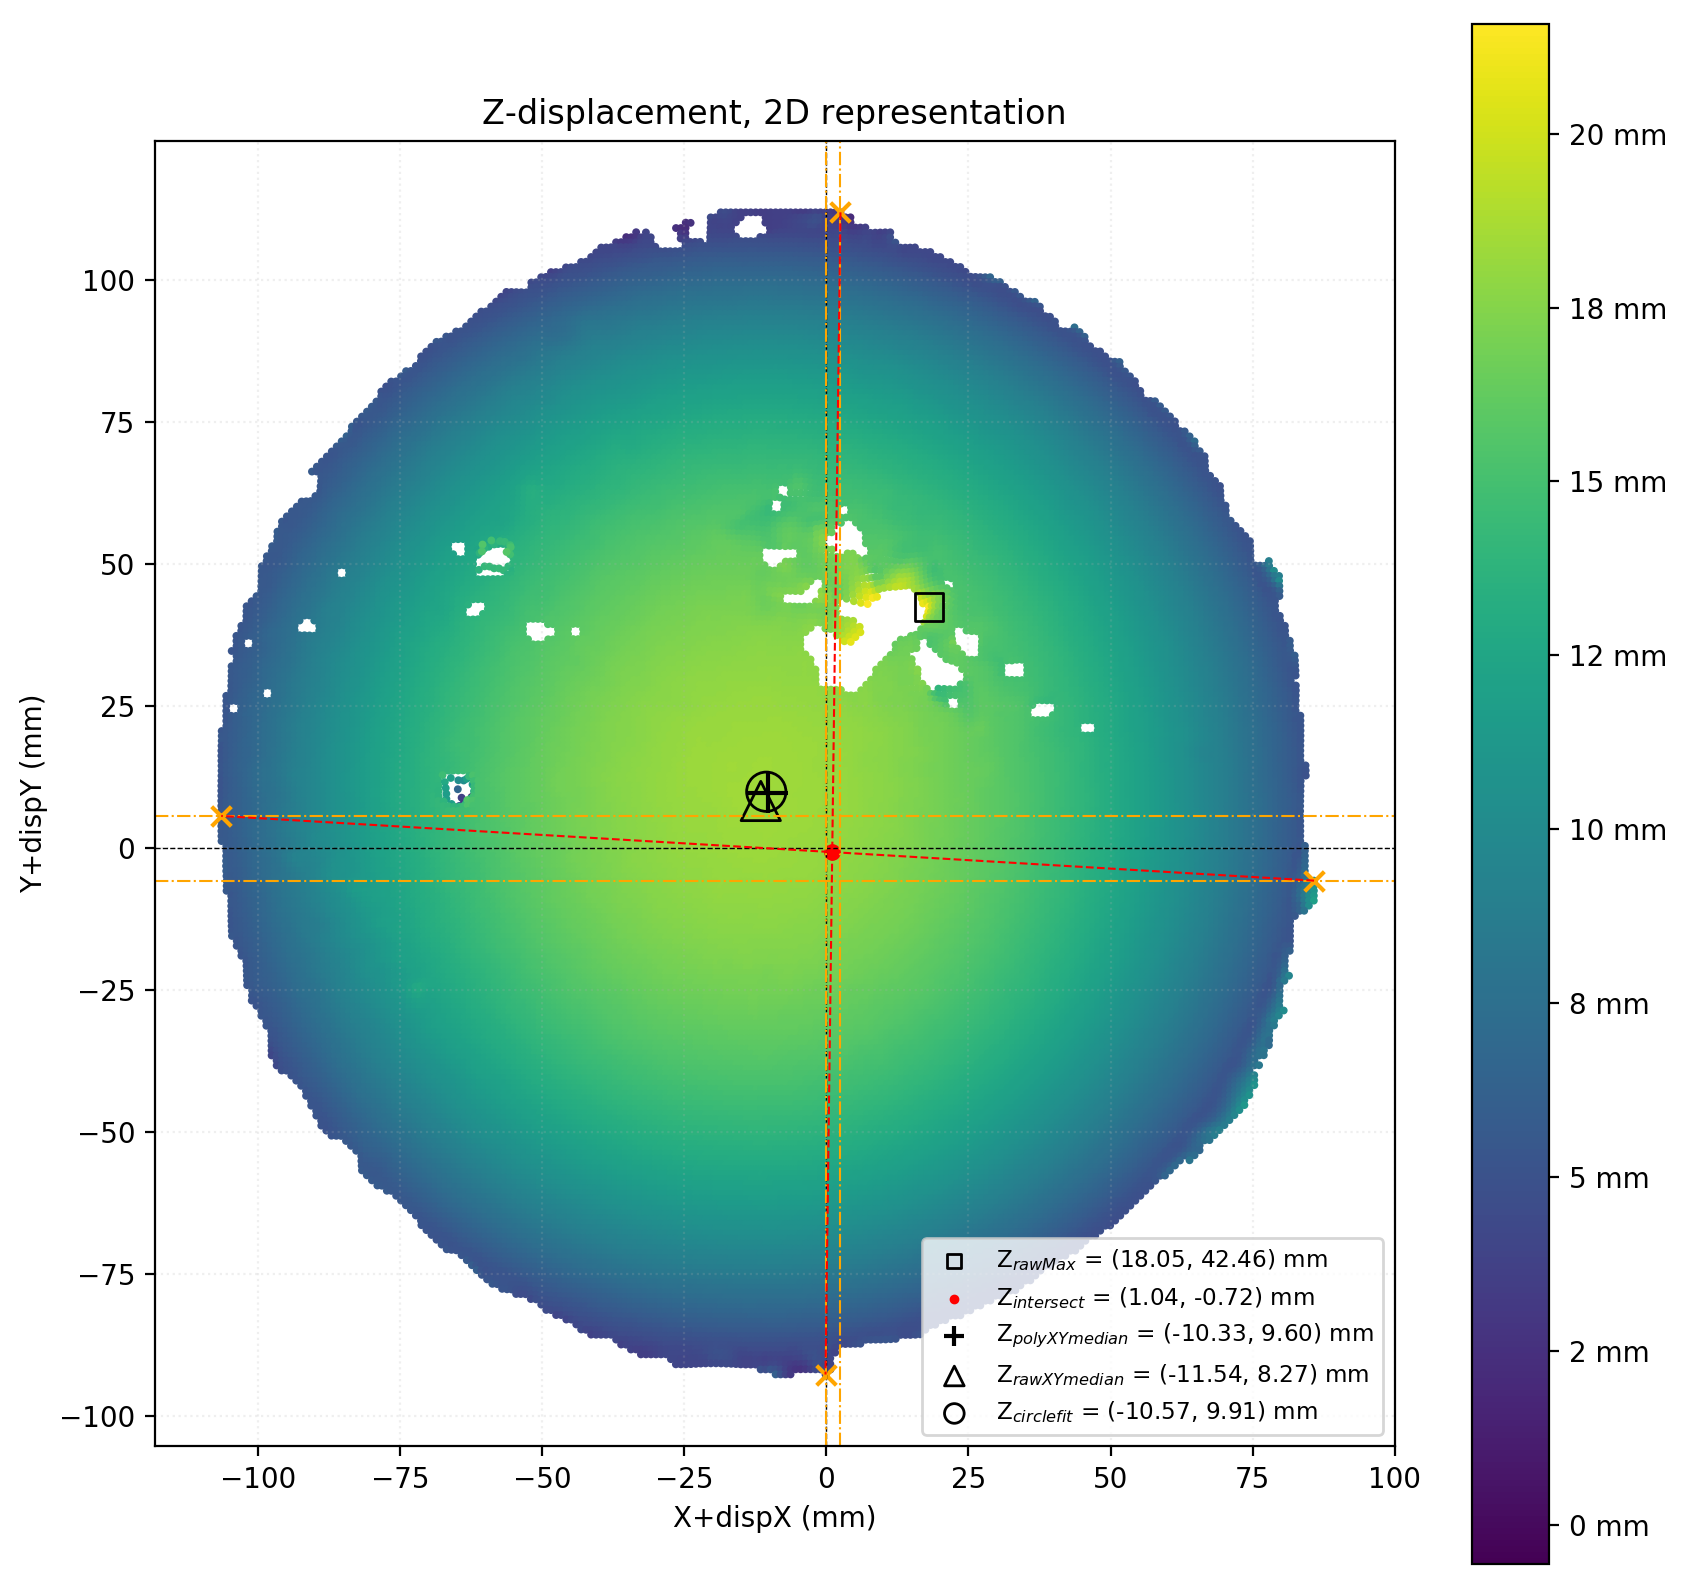 Z-displacement, 2D representation
20 mm
18 mm
15 mm
12 mm
10 mm
8 mm
5 mm
2 mm
0 mm
Y+dispY (mm)
100
75
50
25
0
−25
−50
−75
−100
Z_rawMax = (18.05, 42.46) mm
Z_intersect = (1.04, -0.72) mm
Z_polyXYmedian = (-10.33, 9.60) mm
Z_rawXYmedian = (-11.54, 8.27) mm
Z_circlefit = (-10.57, 9.91) mm
−100 −75 −50 −25 0 25 50 75 100
X+dispX (mm)